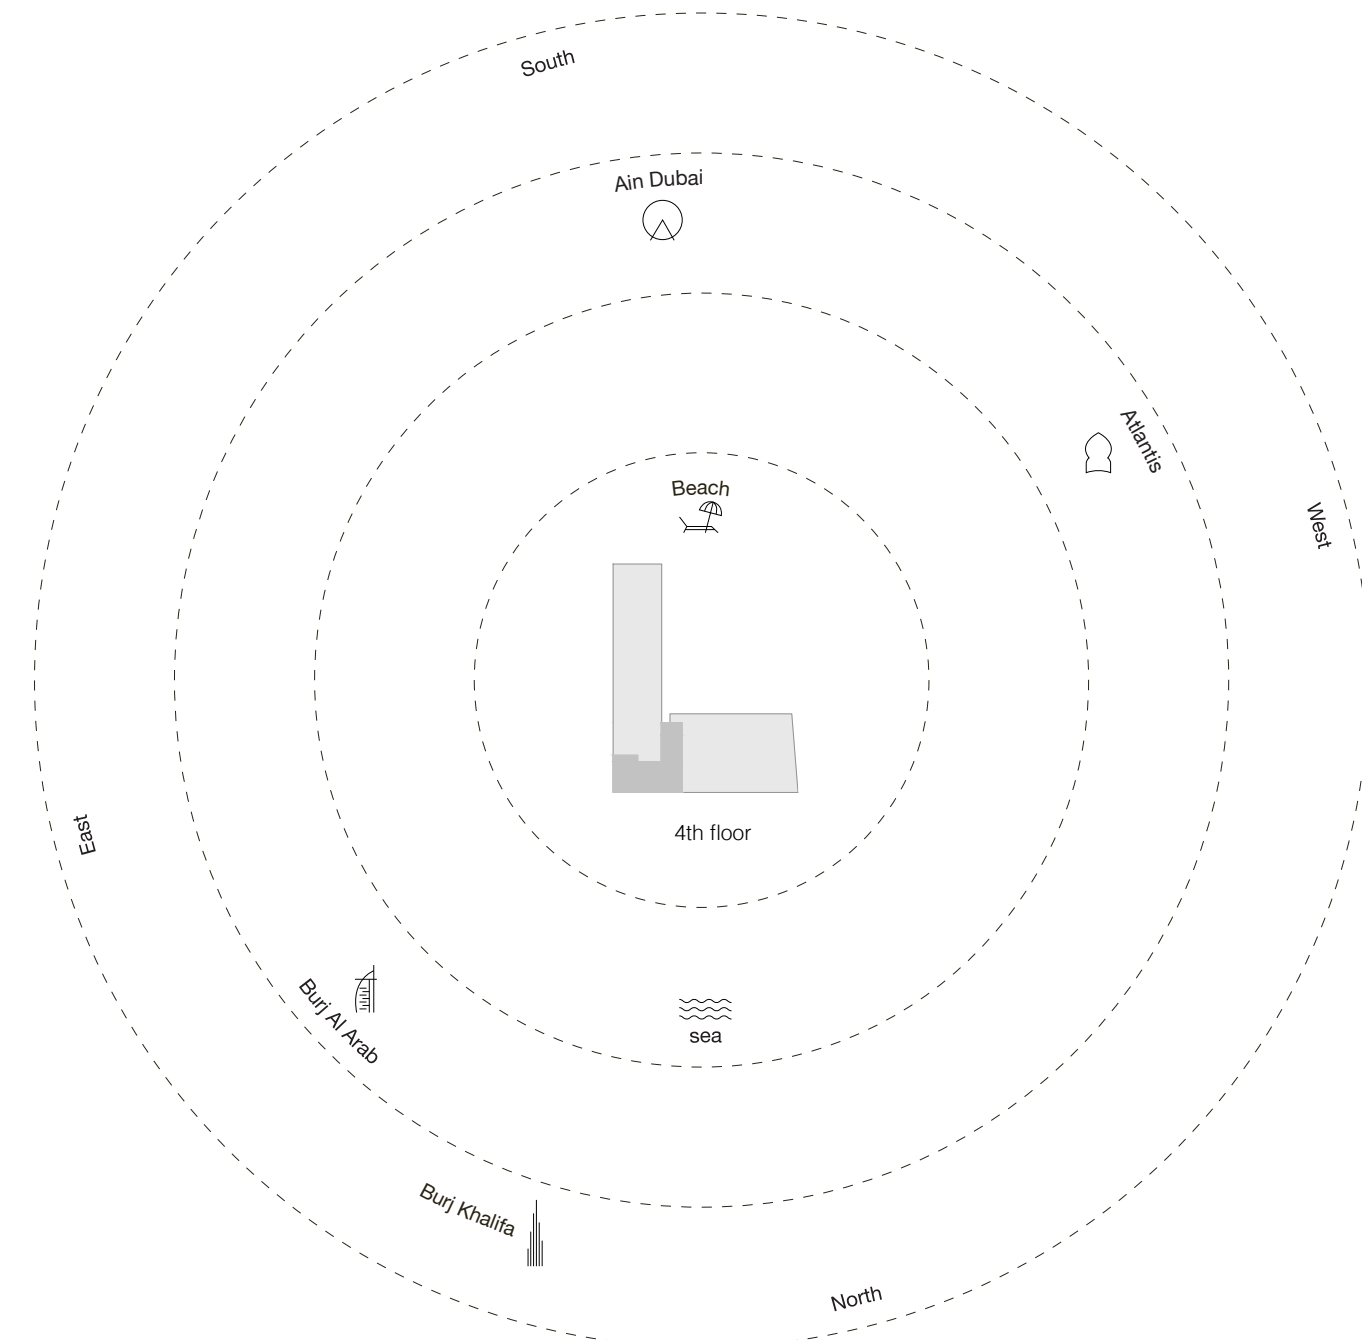 South
Ain Dubai
Atlantis
Beach
West
East
4th floor
Burj Al Arab
sea
Burj Khalifa
North